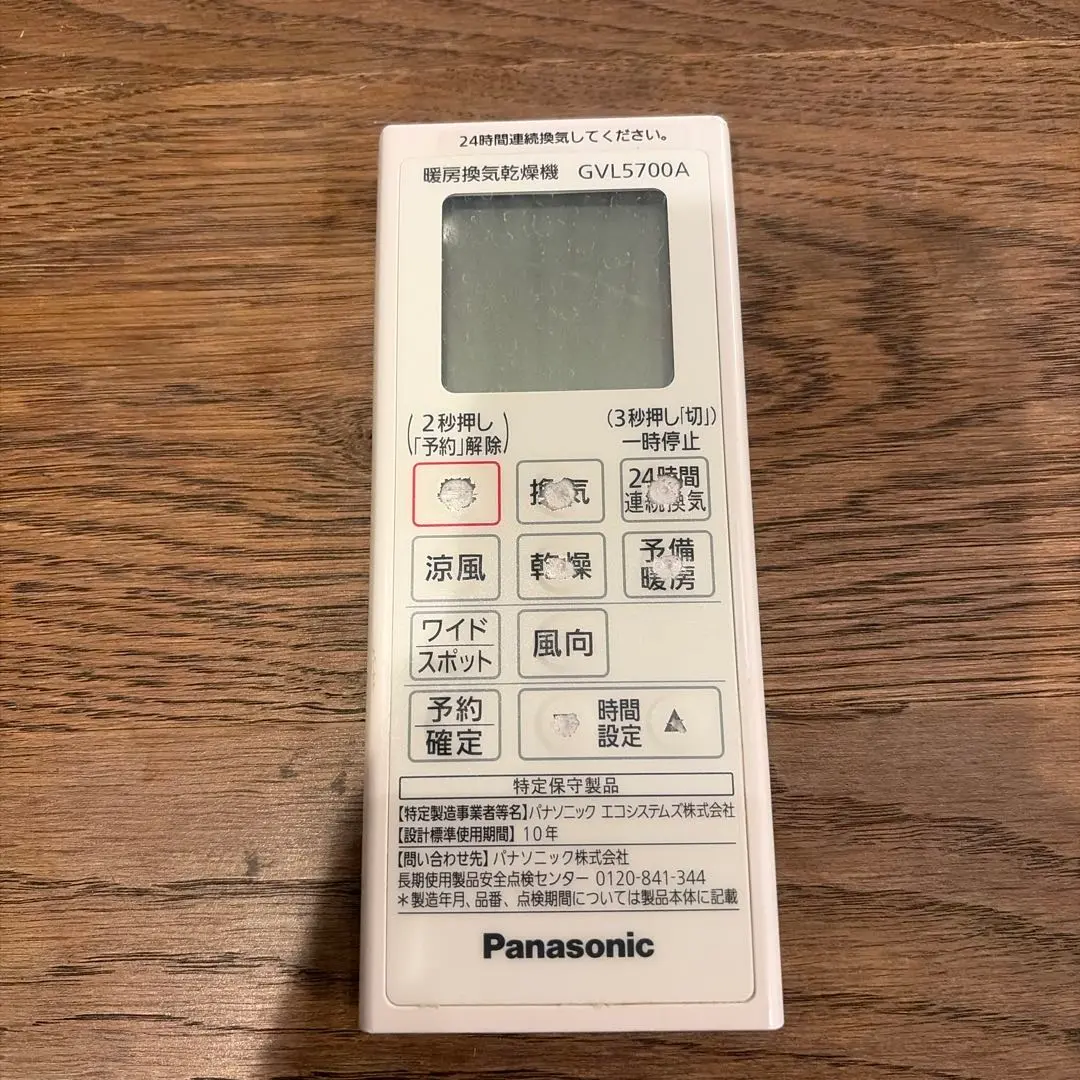 24時間連続換気してください。
暖房換気乾燥機 GVL5700A
(2秒押し
「予約」解除)
(3秒押し「切」)
一時停止
換気
24時間
連続換気
涼風
乾燥
予備
暖房
ワイド
スポット
風向
予約
確定
時間
設定
▲
特定保守製品
【特定製造事業者等名】パナソニック エコシステムズ株式会社
【設計標準使用期間】10年
【問い合わせ先】パナソニック株式会社
長期使用製品安全点検センター 0120-841-344
*製造年月、品番、点検期間については製品本体に記載
Panasonic